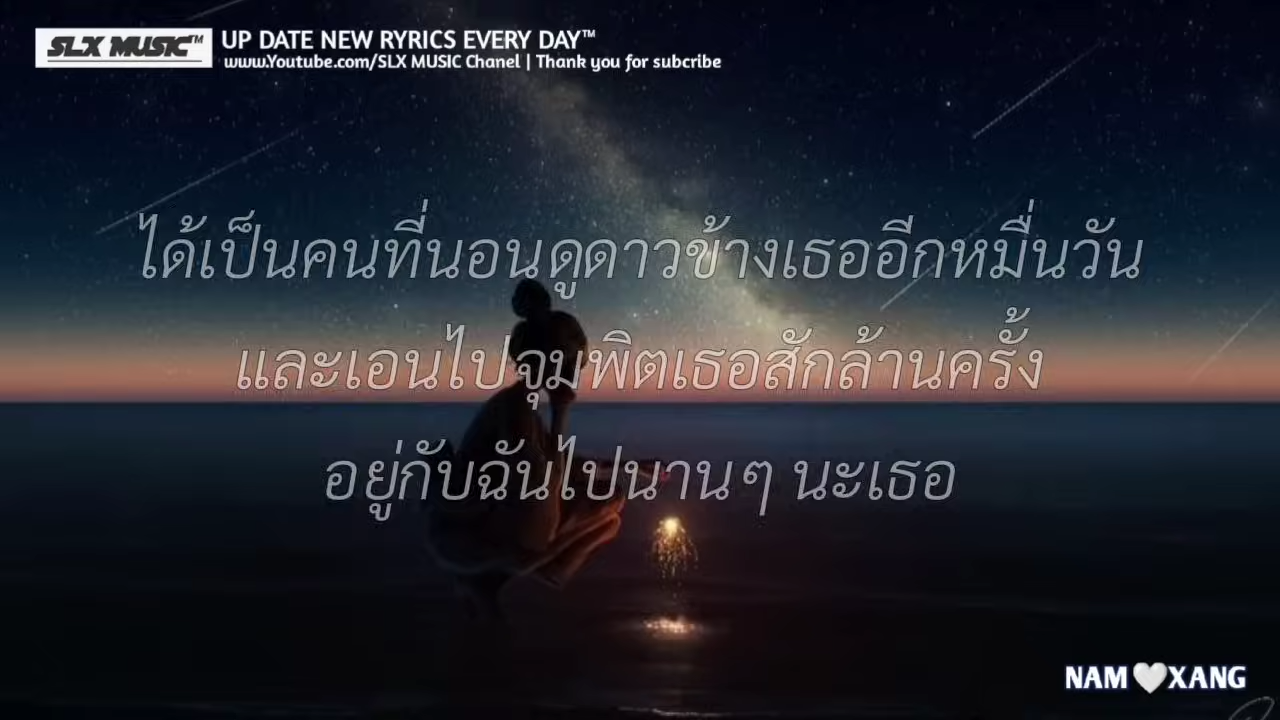 SLX MUSIC™
UP DATE NEW RYRICS EVERY DAY™
www.Youtube.com/SLX MUSIC Chanel | Thank you for subcribe
ได้เป็นคนที่นอนดูดาวข้างเธออีกหมื่นวัน
และเอนไปจุมพิตเธอสักล้านครั้ง
อยู่กับฉันไปนานๆ นะเธอ
NAM🤍XANG